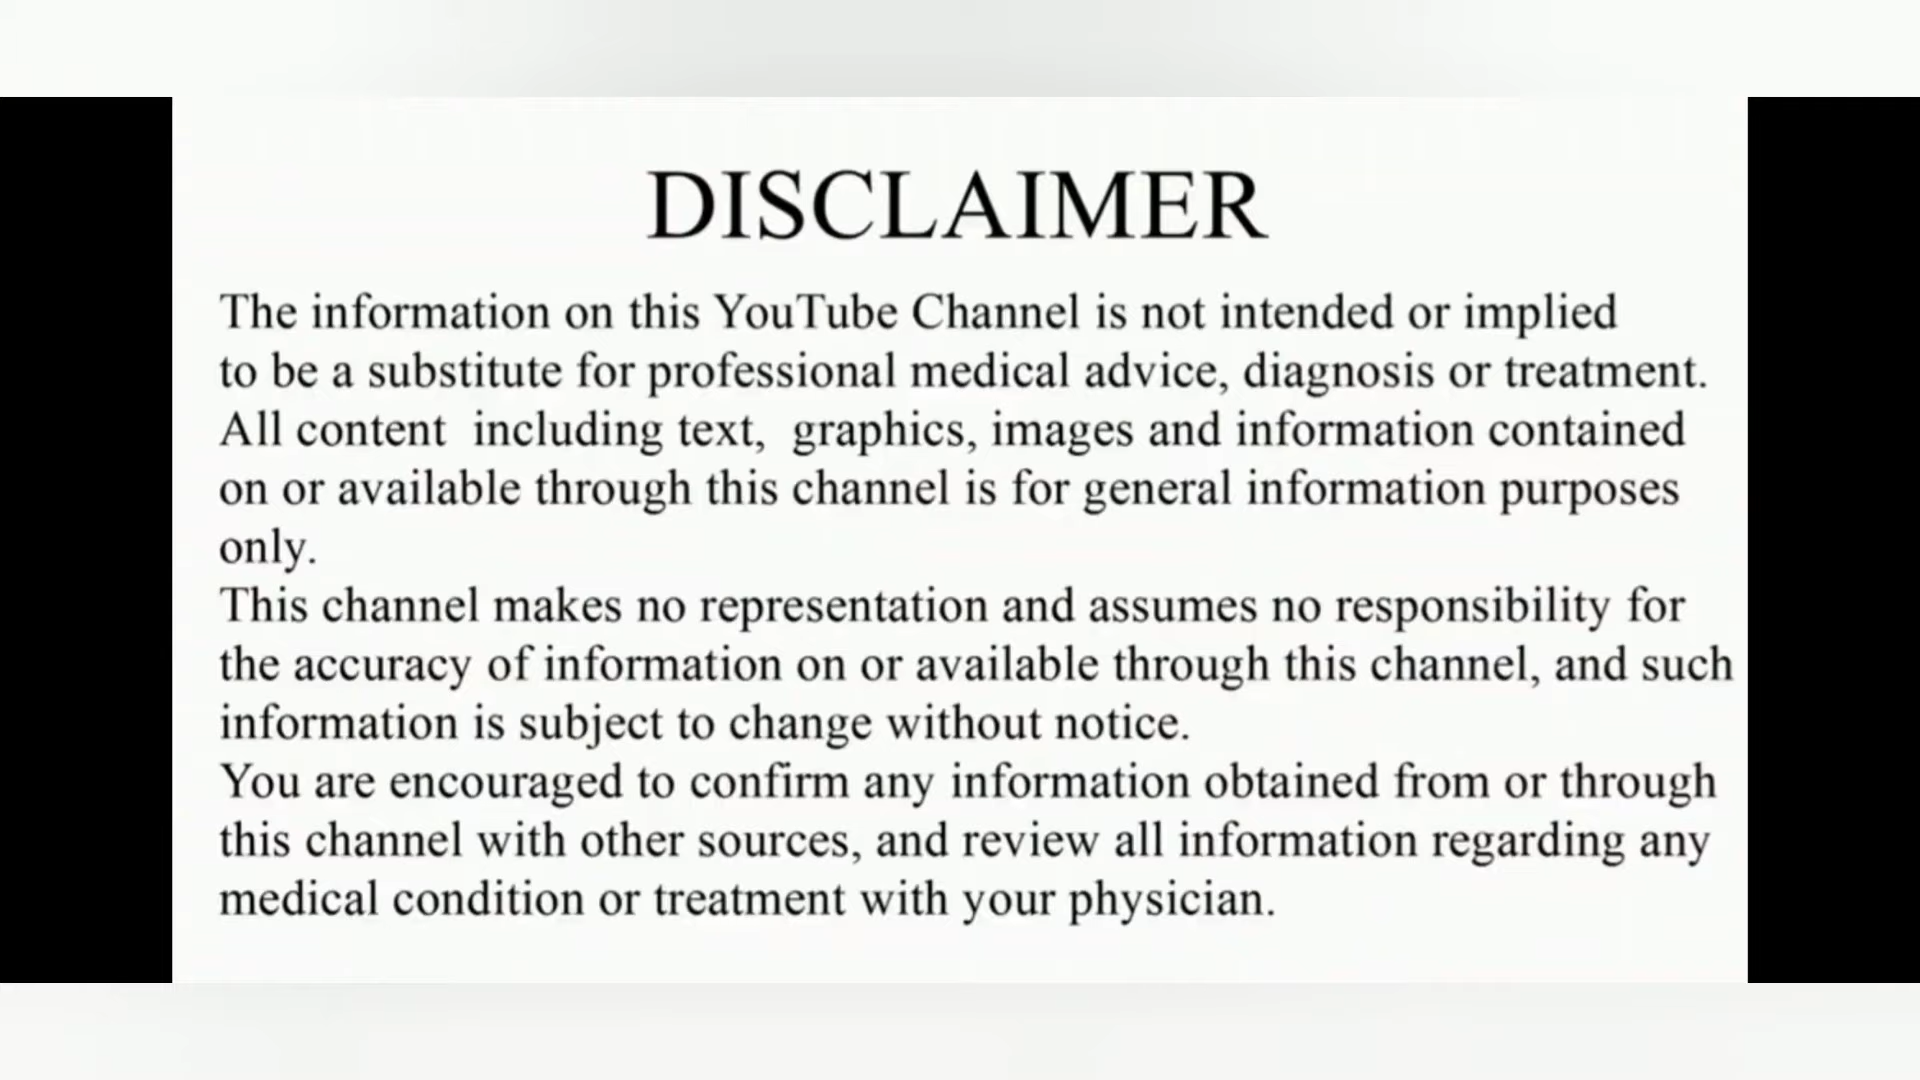 DISCLAIMER
The information on this YouTube Channel is not intended or implied
to be a substitute for professional medical advice, diagnosis or treatment.
All content  including text,  graphics, images and information contained
on or available through this channel is for general information purposes
only.
This channel makes no representation and assumes no responsibility for
the accuracy of information on or available through this channel, and such
information is subject to change without notice.
You are encouraged to confirm any information obtained from or through
this channel with other sources, and review all information regarding any
medical condition or treatment with your physician.